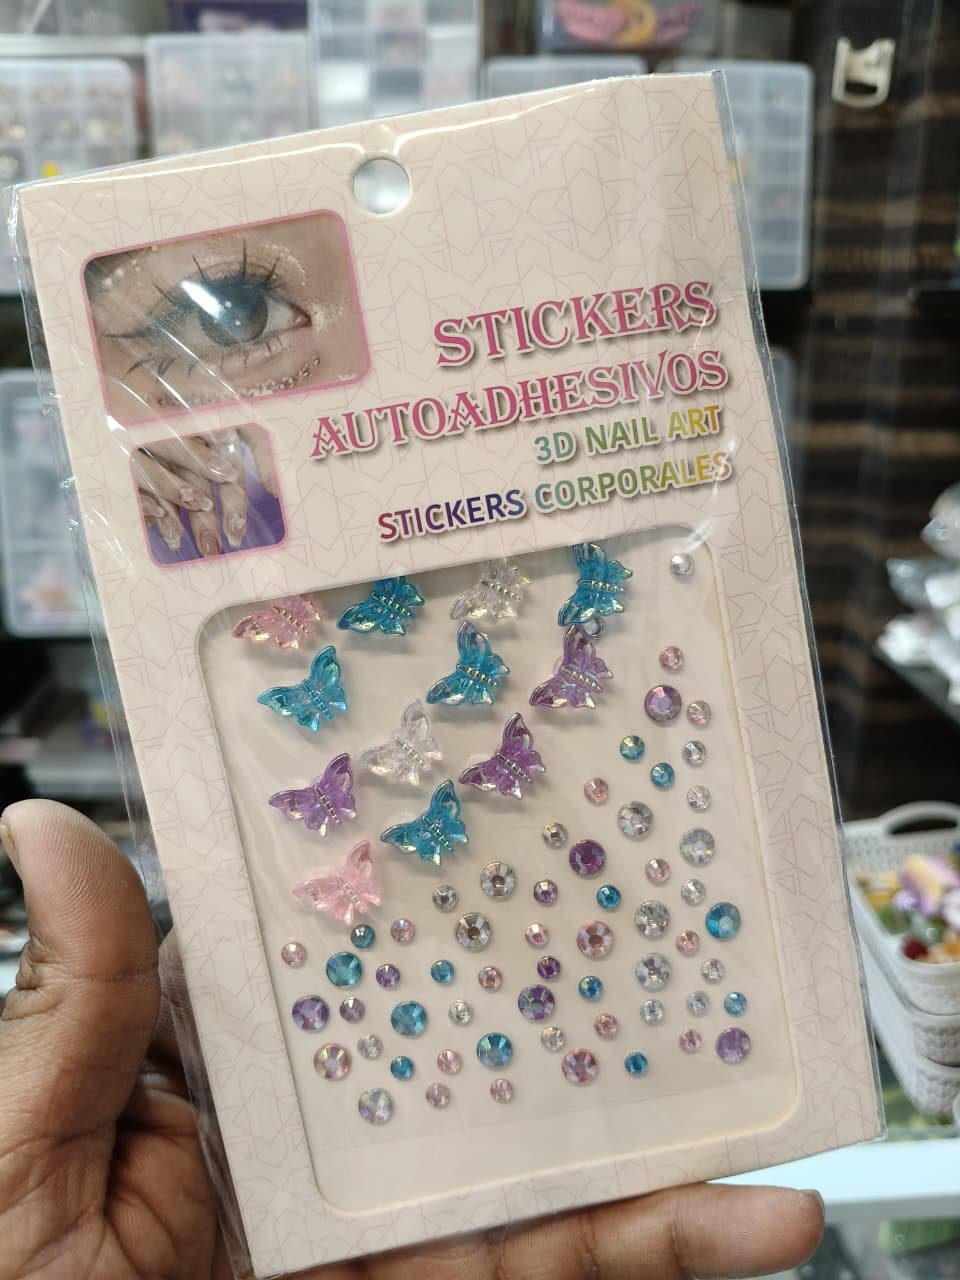 STICKERS
AUTOADHESIVOS
3D NAIL ART
STICKERS CORPORALES